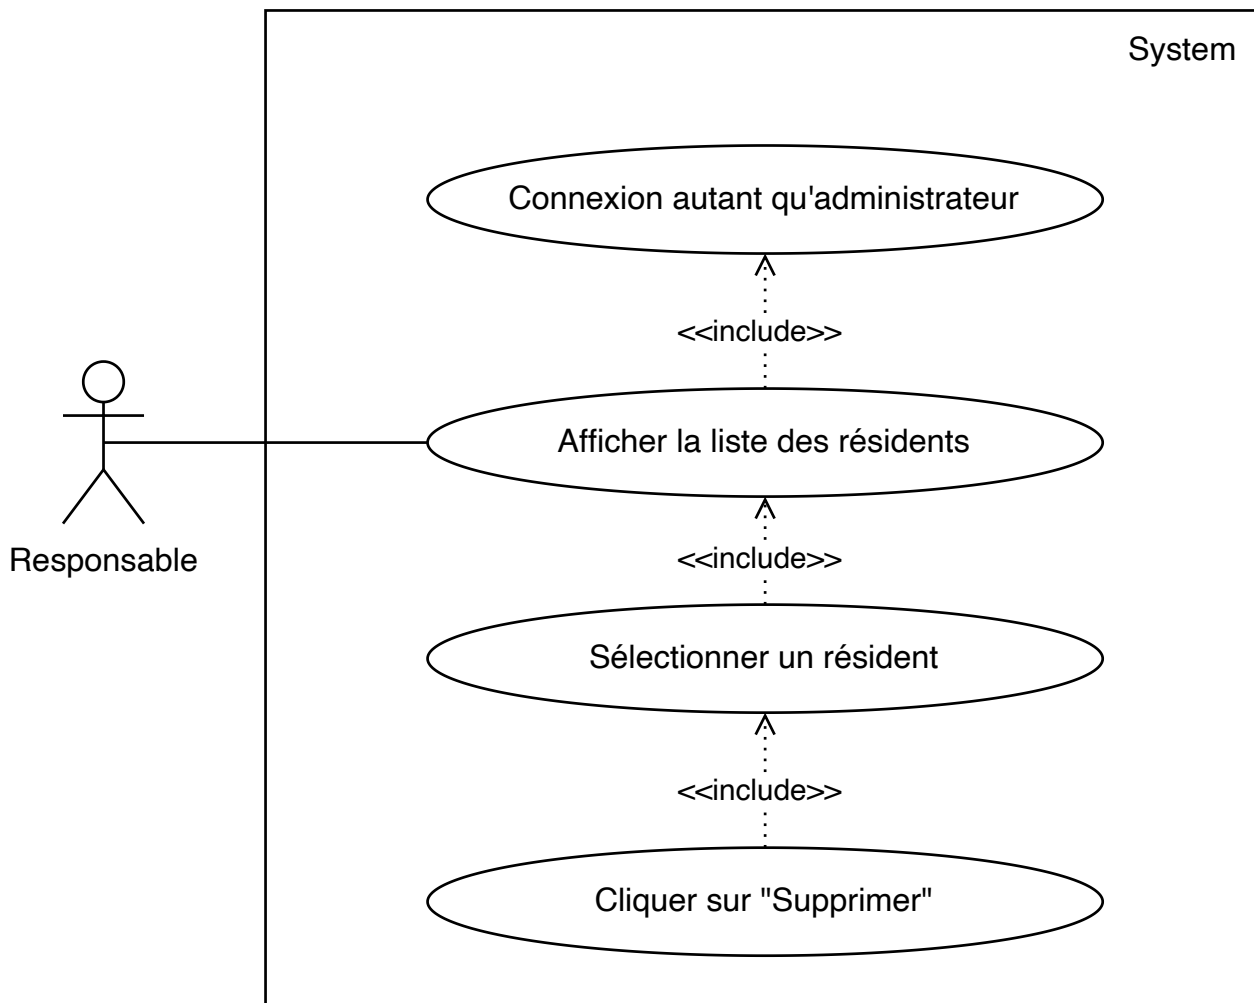 System
Connexion autant qu'administrateur
<<include>>
Afficher la liste des résidents
Responsable
<<include>>
Sélectionner un résident
<<include>>
Cliquer sur "Supprimer"